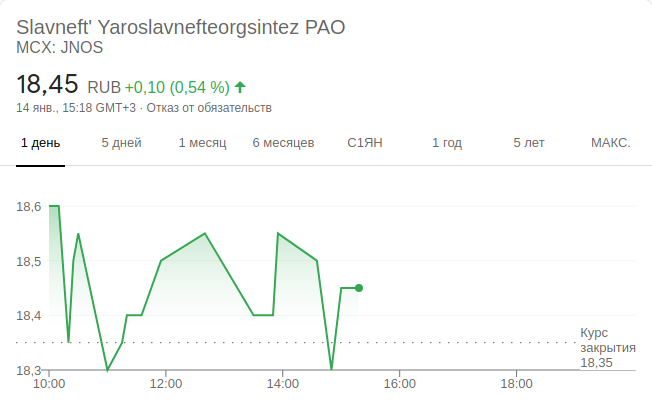 Slavneft' Yaroslavnefteorgsintez PAO
MCX: JNOS
18,45 RUB +0,10 (0,54 %)
14 янв., 15:18 GMT+3 · Отказ от обязательств
1 день 5 дней 1 месяц 6 месяцев С1ЯН 1 год 5 лет МАКС.
18,6
18,5
18,4
Курс
закрытия
18,35
18,3
10:00 12:00 14:00 16:00 18:00